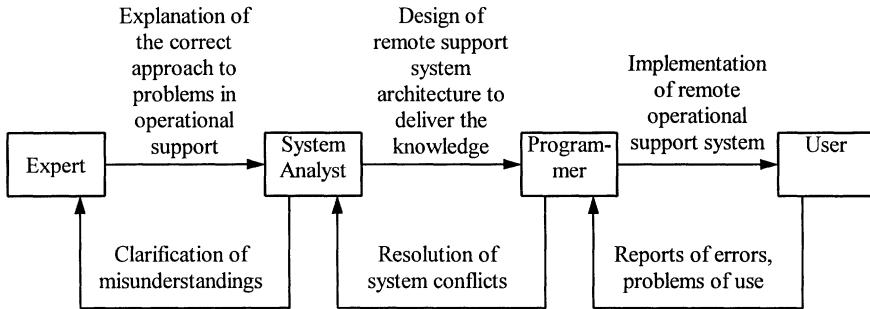 Explanation of
the correct
approach to
problems in
operational
support
Design of
remote support
system
architecture to
deliver the
knowledge
Implementation
of remote
operational
support system
Expert
System
Analyst
Program-
mer
User
Clarification of
misunderstandings
Resolution of
system conflicts
Reports of errors,
problems of use